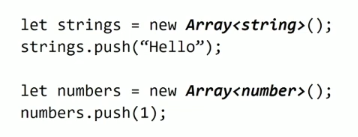 let strings = new Array<string>();
strings.push(“Hello”);
let numbers = new Array<number>();
numbers.push(1);